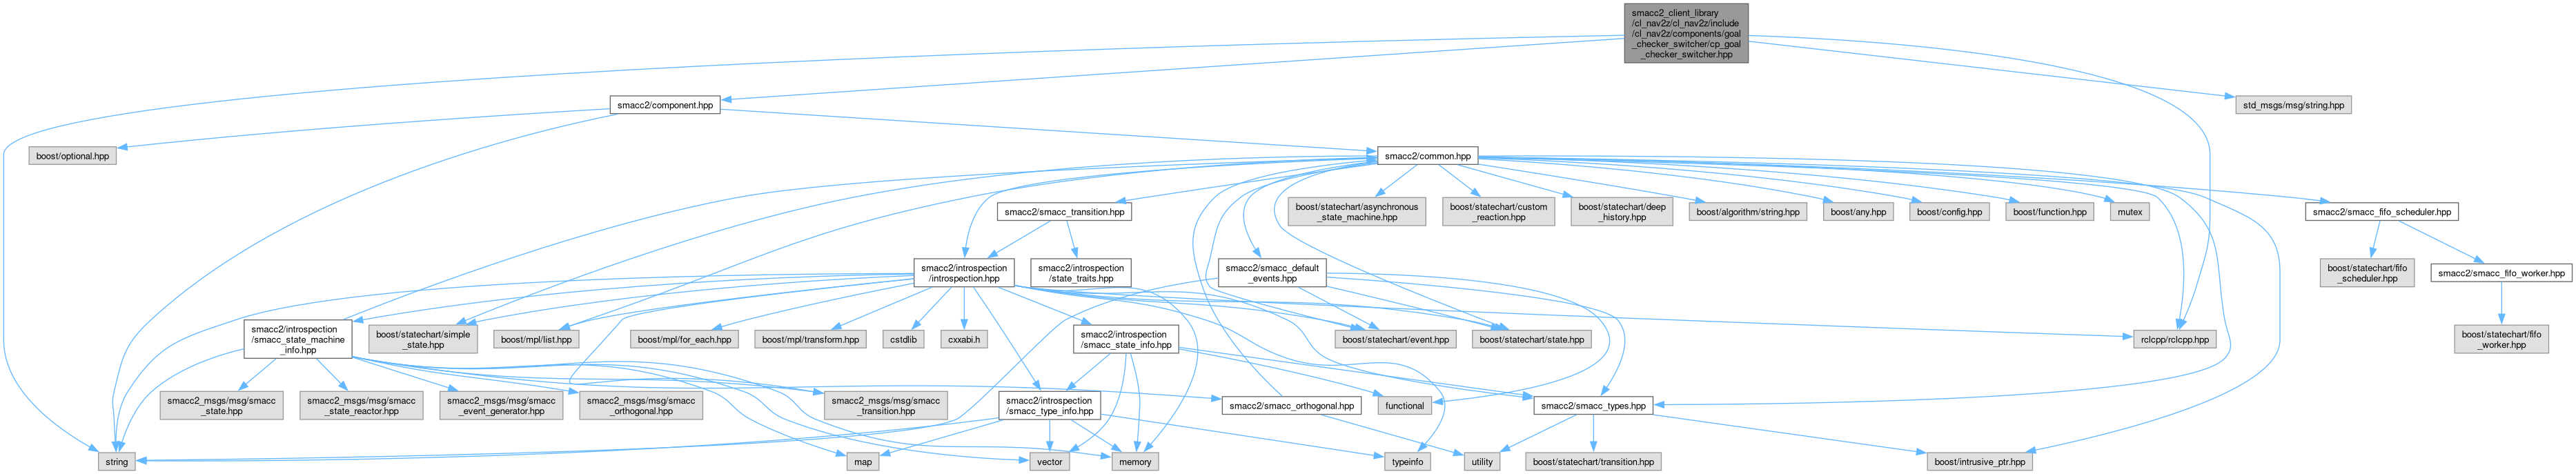 smacc2_client_library
/cl_nav2z/cl_nav2z/include
/cl_nav2z/components/goal
_checker_switcher/cp_goal
_checker_switcher.hpp
smacc2/component.hpp
std_msgs/msg/string.hpp
boost/optional.hpp
smacc2/common.hpp
smacc2/smacc_transition.hpp
boost/statechart/asynchronous
_state_machine.hpp
boost/statechart/custom
_reaction.hpp
boost/statechart/deep
_history.hpp
boost/algorithm/string.hpp
boost/any.hpp
boost/config.hpp
boost/function.hpp
mutex
smacc2/smacc_fifo_scheduler.hpp
smacc2/introspection
/introspection.hpp
smacc2/introspection
/state_traits.hpp
smacc2/smacc_default
_events.hpp
boost/statechart/fifo
_scheduler.hpp
smacc2/smacc_fifo_worker.hpp
smacc2/introspection
/smacc_state_machine
_info.hpp
boost/statechart/simple
_state.hpp
boost/mpl/list.hpp
boost/mpl/for_each.hpp
boost/mpl/transform.hpp
cstdlib
cxxabi.h
smacc2/introspection
/smacc_state_info.hpp
boost/statechart/event.hpp
boost/statechart/state.hpp
rclcpp/rclcpp.hpp
boost/statechart/fifo
_worker.hpp
smacc2_msgs/msg/smacc
_state.hpp
smacc2_msgs/msg/smacc
_state_reactor.hpp
smacc2_msgs/msg/smacc
_event_generator.hpp
smacc2_msgs/msg/smacc
_orthogonal.hpp
smacc2_msgs/msg/smacc
_transition.hpp
smacc2/introspection
/smacc_type_info.hpp
smacc2/smacc_orthogonal.hpp
functional
smacc2/smacc_types.hpp
string
map
vector
memory
typeinfo
utility
boost/statechart/transition.hpp
boost/intrusive_ptr.hpp